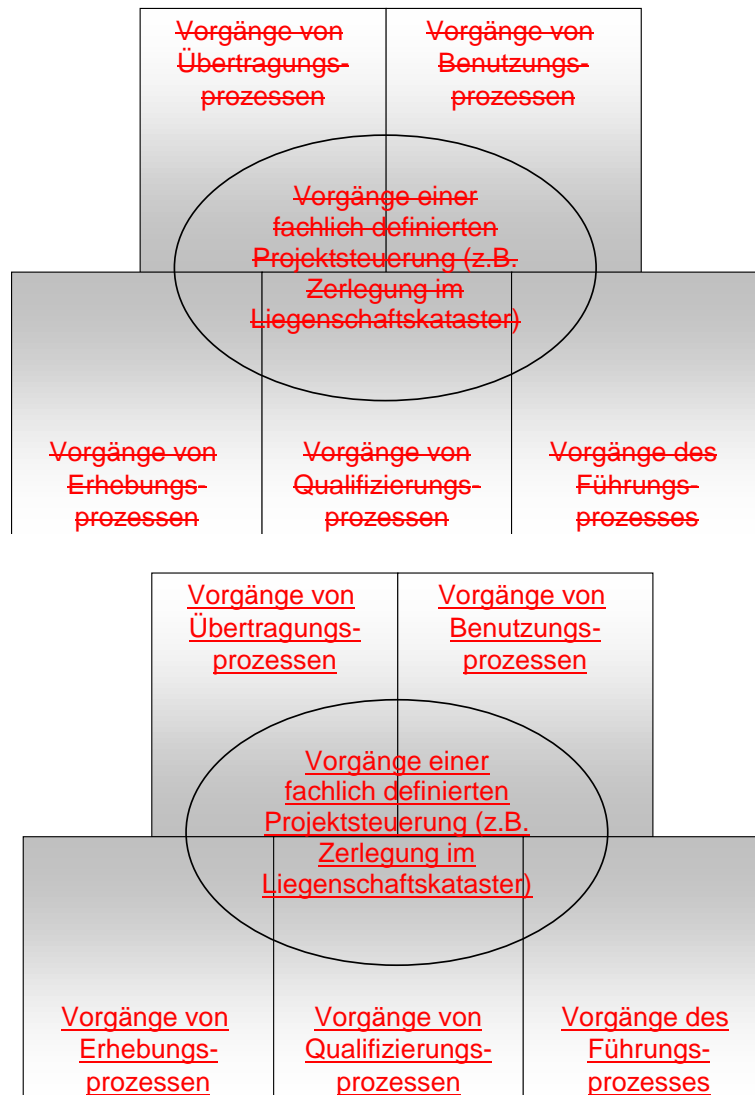 Vorgänge von
Übertragungs-
prozessen
Vorgänge von
Benutzungs-
prozessen
Vorgänge einer
fachlich definierten
Projektsteuerung (z.B.
Zerlegung im
Liegenschaftskataster)
Vorgänge von
Erhebungs-
prozessen
Vorgänge von
Qualifizierungs-
prozessen
Vorgänge des
Führungs-
prozesses
Vorgänge von
Übertragungs-
prozessen
Vorgänge von
Benutzungs-
prozessen
Vorgänge einer
fachlich definierten
Projektsteuerung (z.B.
Zerlegung im
Liegenschaftskataster)
Vorgänge von
Erhebungs-
prozessen
Vorgänge von
Qualifizierungs-
prozessen
Vorgänge des
Führungs-
prozesses